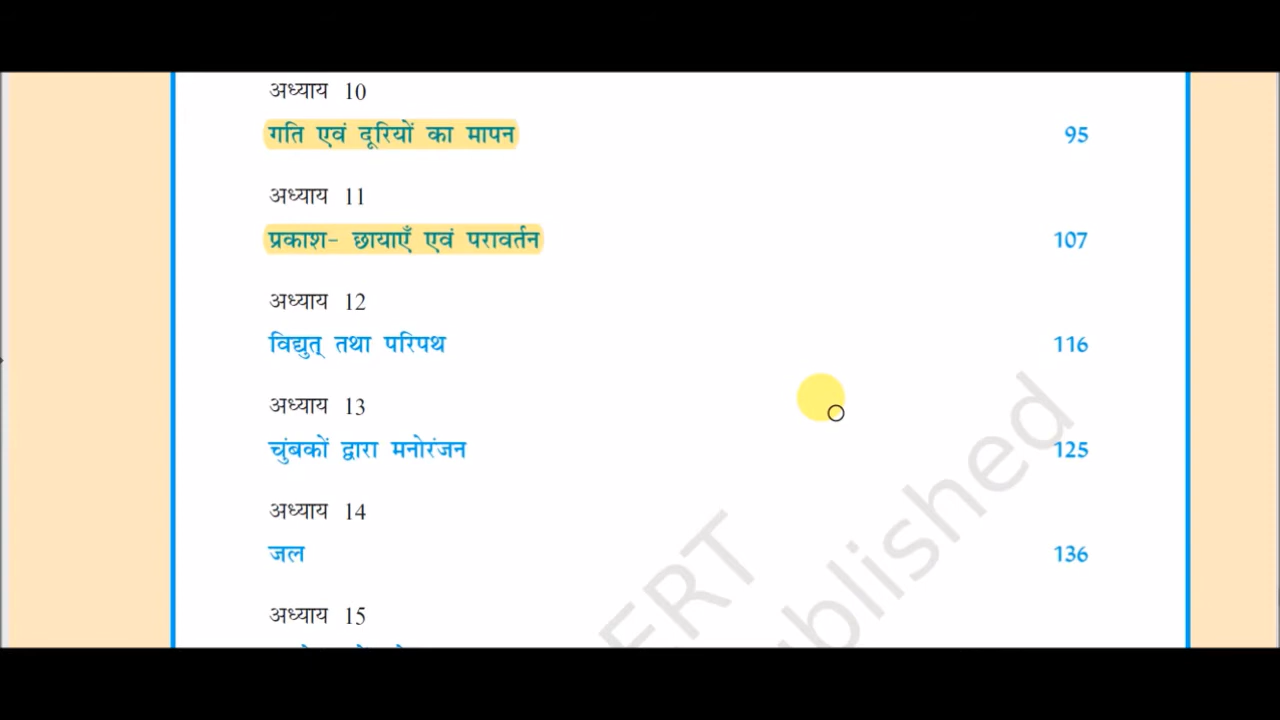 अध्याय 10
गति एवं दूरियों का मापन 95
अध्याय 11
प्रकाश- छायाएँ एवं परावर्तन 107
अध्याय 12
विद्युत् तथा परिपथ 116
अध्याय 13
चुंबकों द्वारा मनोरंजन 125
अध्याय 14
जल 136
अध्याय 15